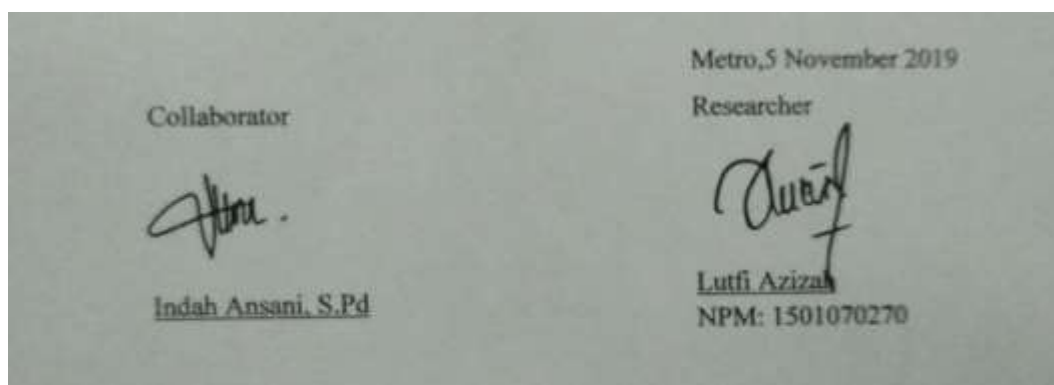 Metro,5 November 2019
Collaborator
Researcher
Indah Ansani, S.Pd
Lutfi Azizah
NPM: 1501070270